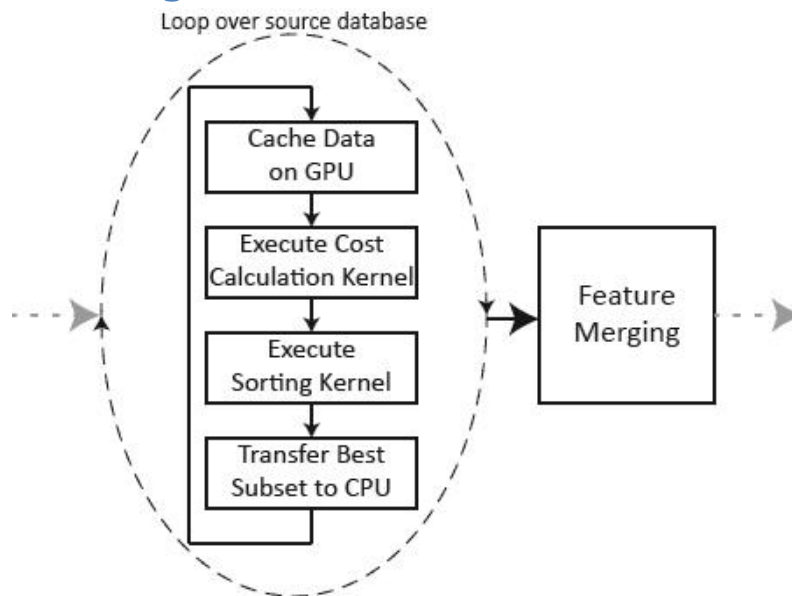 Loop over source database
Cache Data
on GPU
Execute Cost
Calculation Kernel
Execute
Sorting Kernel
Transfer Best
Subset to CPU
Feature
Merging